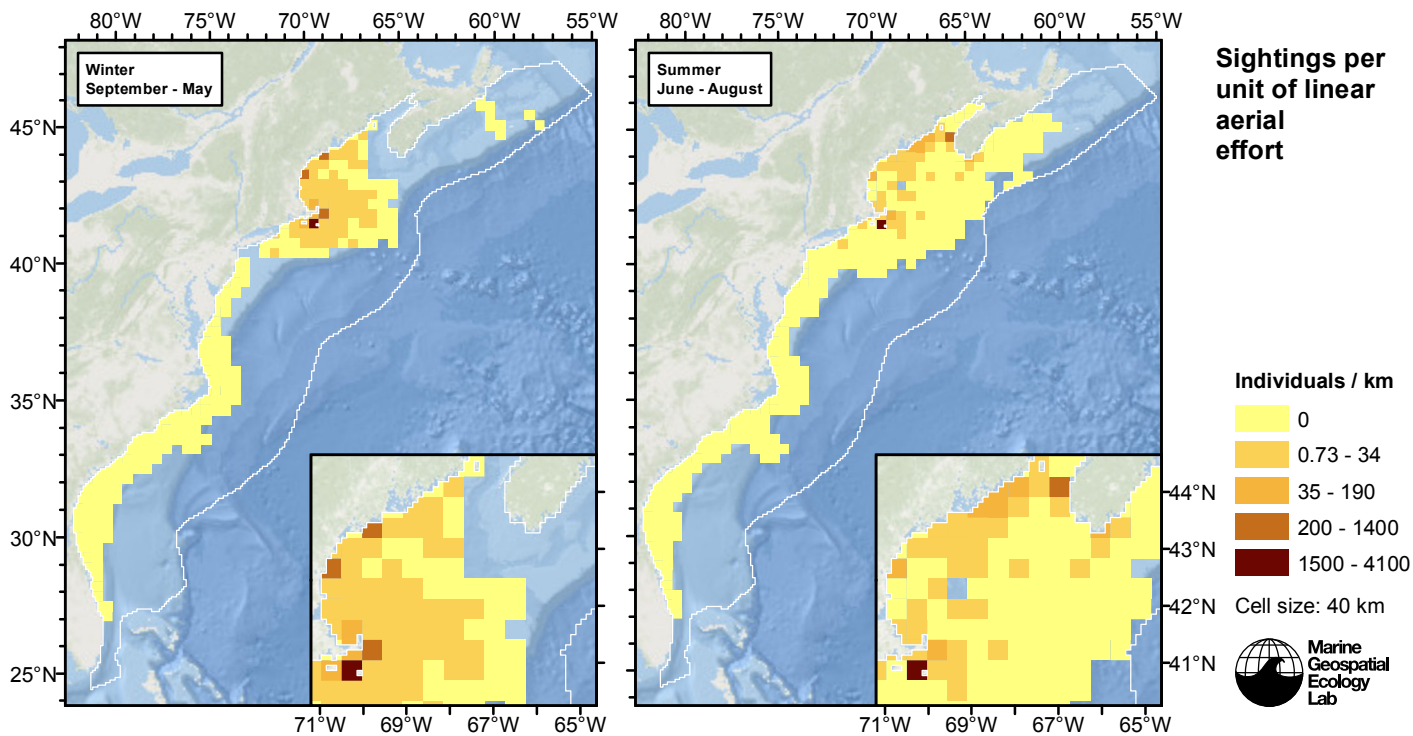 80°W 75°W 70°W 65°W 60°W 55°W
80°W 75°W 70°W 65°W 60°W 55°W
Winter
September - May
Summer
June - August
Sightings per
unit of linear
aerial
effort
45°N
40°N
35°N
30°N
25°N
44°N
43°N
42°N
41°N
71°W 69°W 67°W 65°W
71°W 69°W 67°W 65°W
Individuals / km
0
0.73 - 34
35 - 190
200 - 1400
1500 - 4100
Cell size: 40 km
Marine
Geospatial
Ecology
Lab